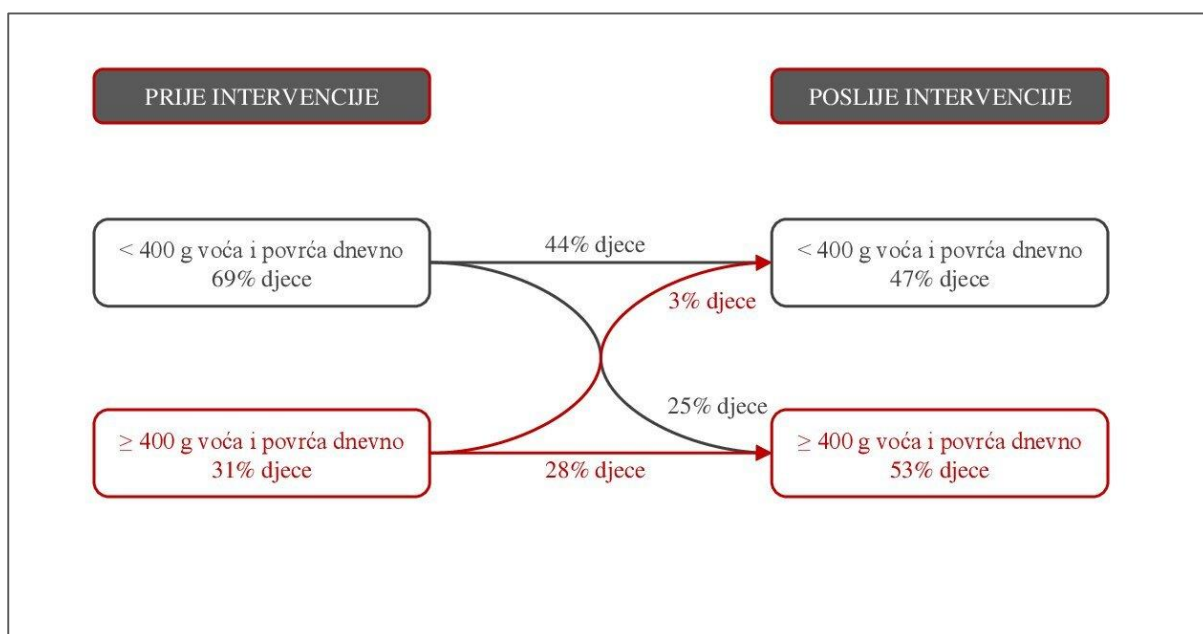 PRIJE INTERVENCIJE
POSLIJE INTERVENCIJE
< 400 g voća i povrća dnevno
69% djece
44% djece
< 400 g voća i povrća dnevno
47% djece
3% djece
25% djece
≥ 400 g voća i povrća dnevno
31% djece
28% djece
≥ 400 g voća i povrća dnevno
53% djece